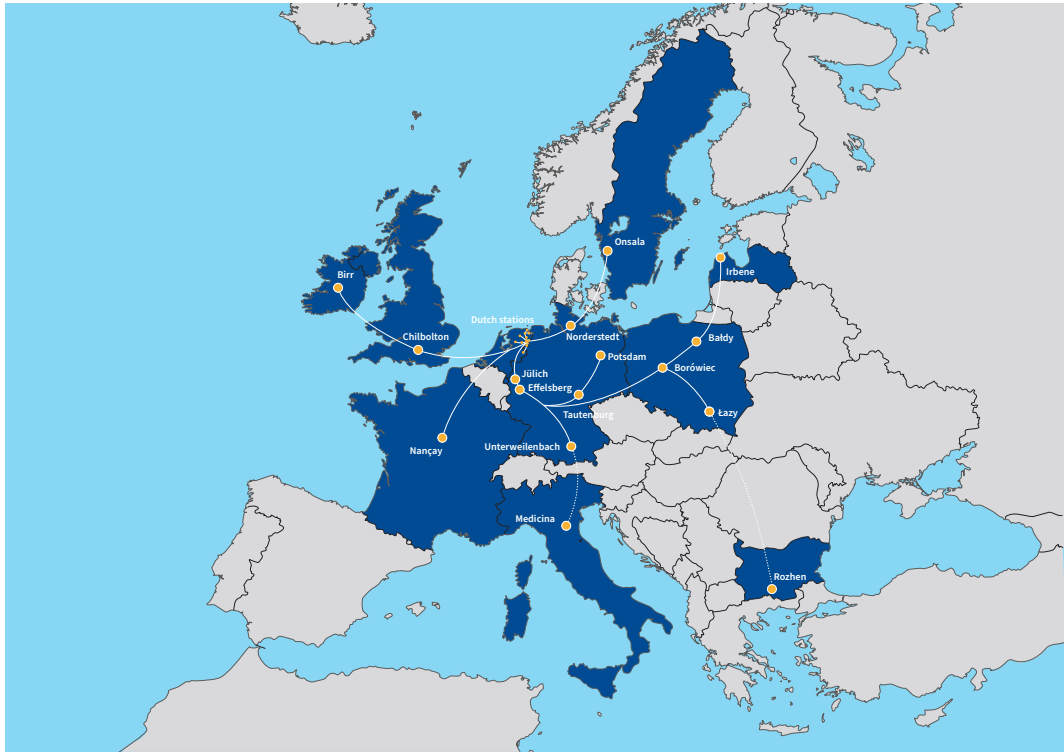 Onsala
Irbene
Birr
Dutch stations
Chilbolton
Norderstedt
Bałdy
Potsdam
Borówiec
Jülich
Effelsberg
Tautenburg
Łazy
Unterweilenbach
Nançay
Medicina
Rozhen